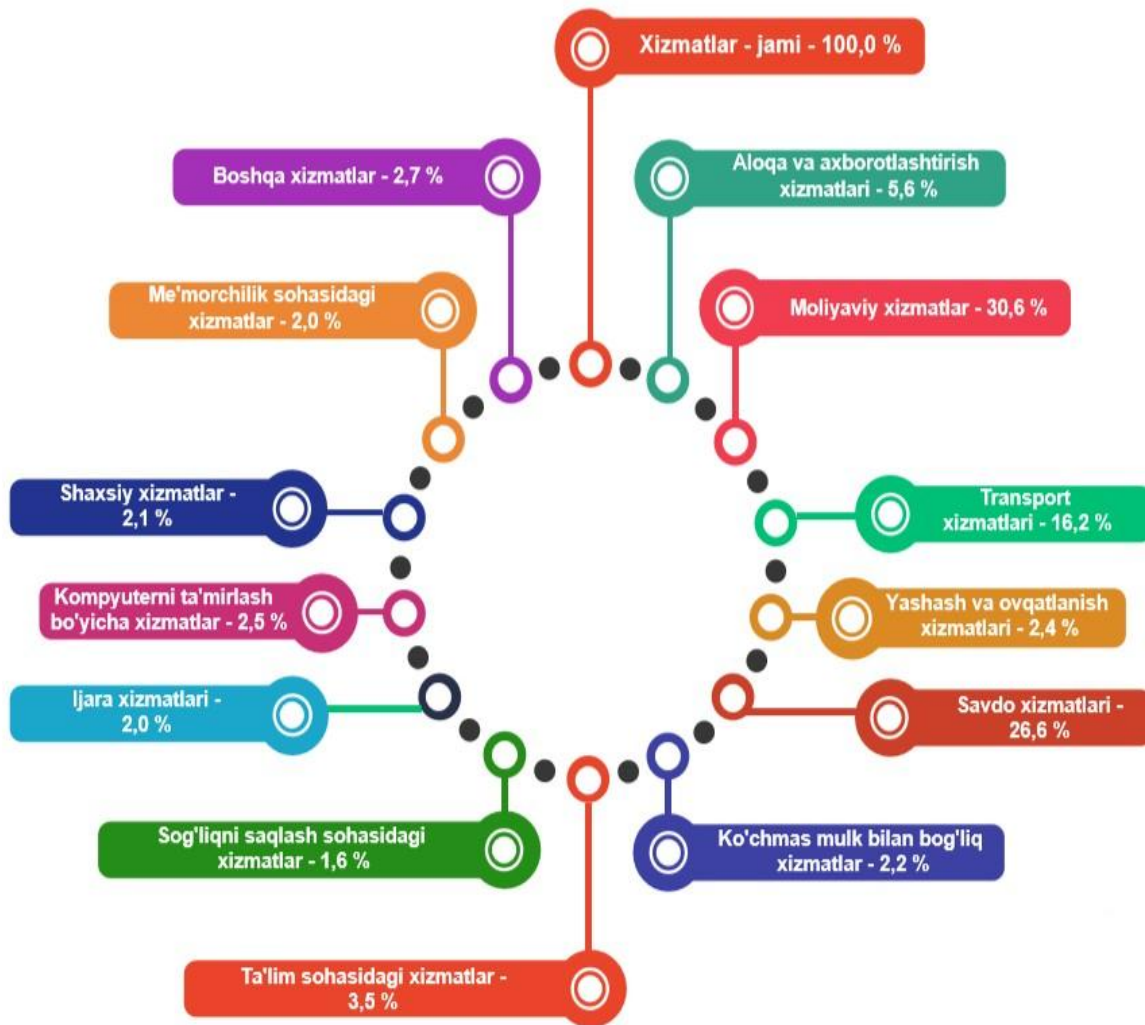 Xizmatlar - jami - 100,0 %
Boshqa xizmatlar - 2,7 %
Aloqa va axborotlashtirish
xizmatlari - 5,6 %
Me'morchilik sohasidagi
xizmatlar - 2,0 %
Moliyaviy xizmatlar - 30,6 %
Shaxsiy xizmatlar -
2,1 %
Transport
xizmatlari - 16,2 %
Kompyuterni ta'mirlash
bo'yicha xizmatlar - 2,5 %
Yashash va ovqatlanish
xizmatlari - 2,4 %
Ijara xizmatlari -
2,0 %
Savdo xizmatlari -
26,6 %
Sog'liqni saqlash sohasidagi
xizmatlar - 1,6 %
Ko'chmas mulk bilan bog'liq
xizmatlar - 2,2 %
Ta'lim sohasidagi xizmatlar -
3,5 %